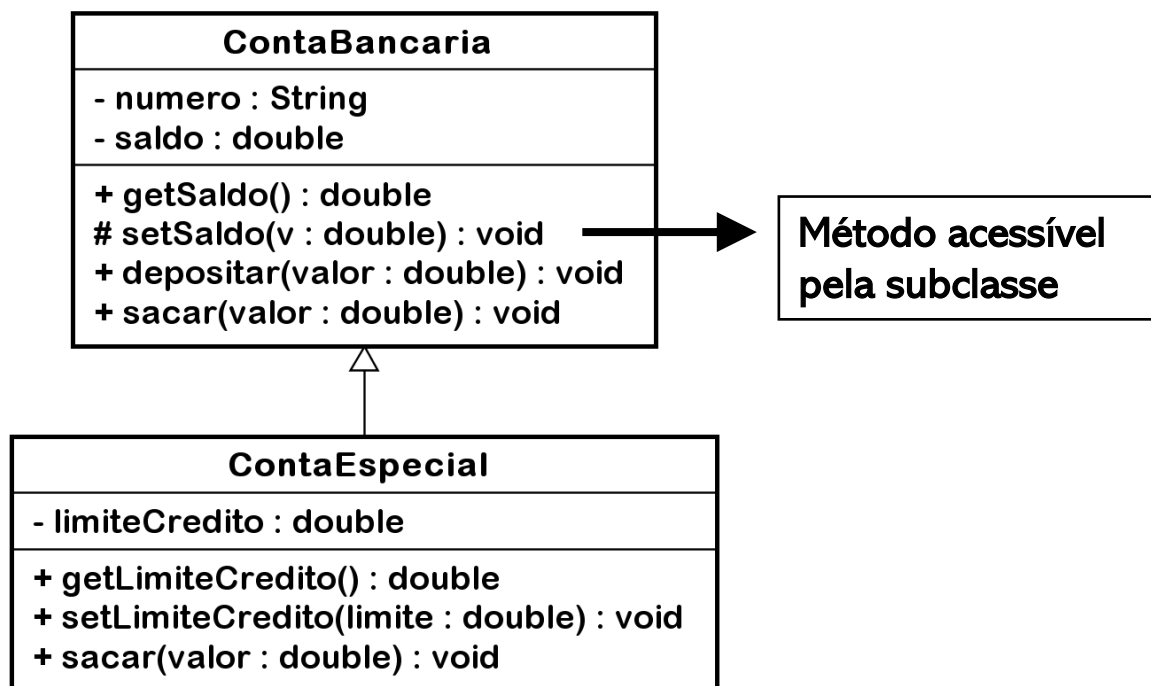 ContaBancaria
- numero : String
- saldo : double
+ getSaldo() : double
# setSaldo(v : double) : void
+ depositar(valor : double) : void
+ sacar(valor : double) : void
Método acessível
pela subclasse
ContaEspecial
- limiteCredito : double
+ getLimiteCredito() : double
+ setLimiteCredito(limite : double) : void
+ sacar(valor : double) : void